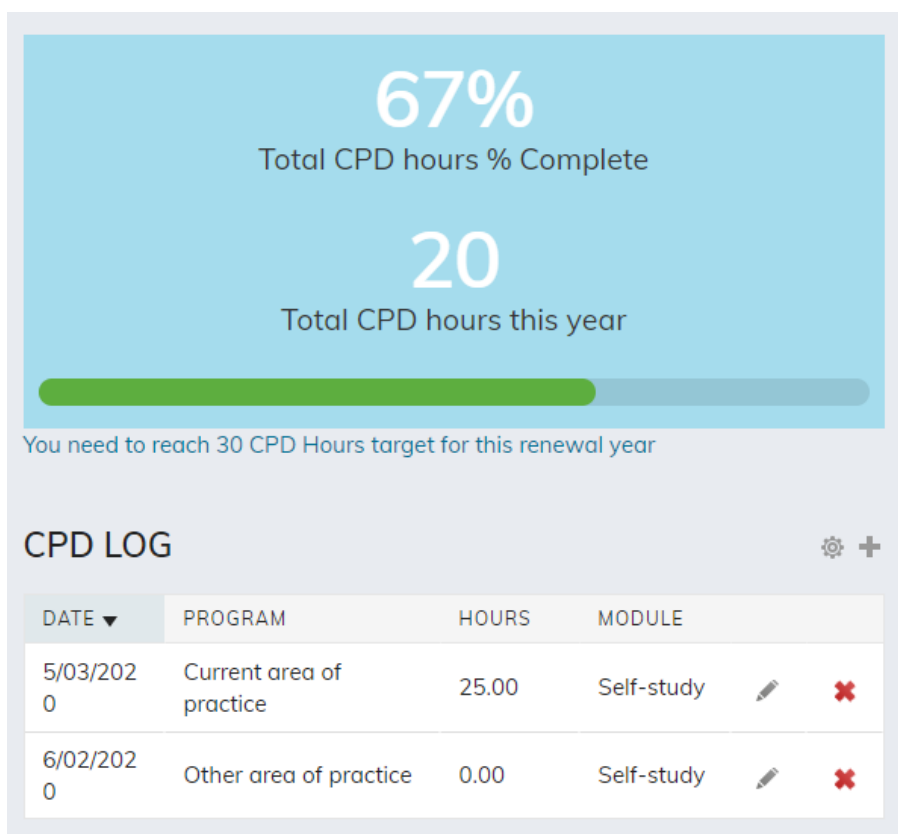 67%
Total CPD hours % Complete
20
Total CPD hours this year
You need to reach 30 CPD Hours target for this renewal year
CPD LOG
DATE PROGRAM HOURS MODULE
5/03/202
0
Current area of
practice
25.00
Self-study
6/02/202
0
Other area of practice
0.00
Self-study